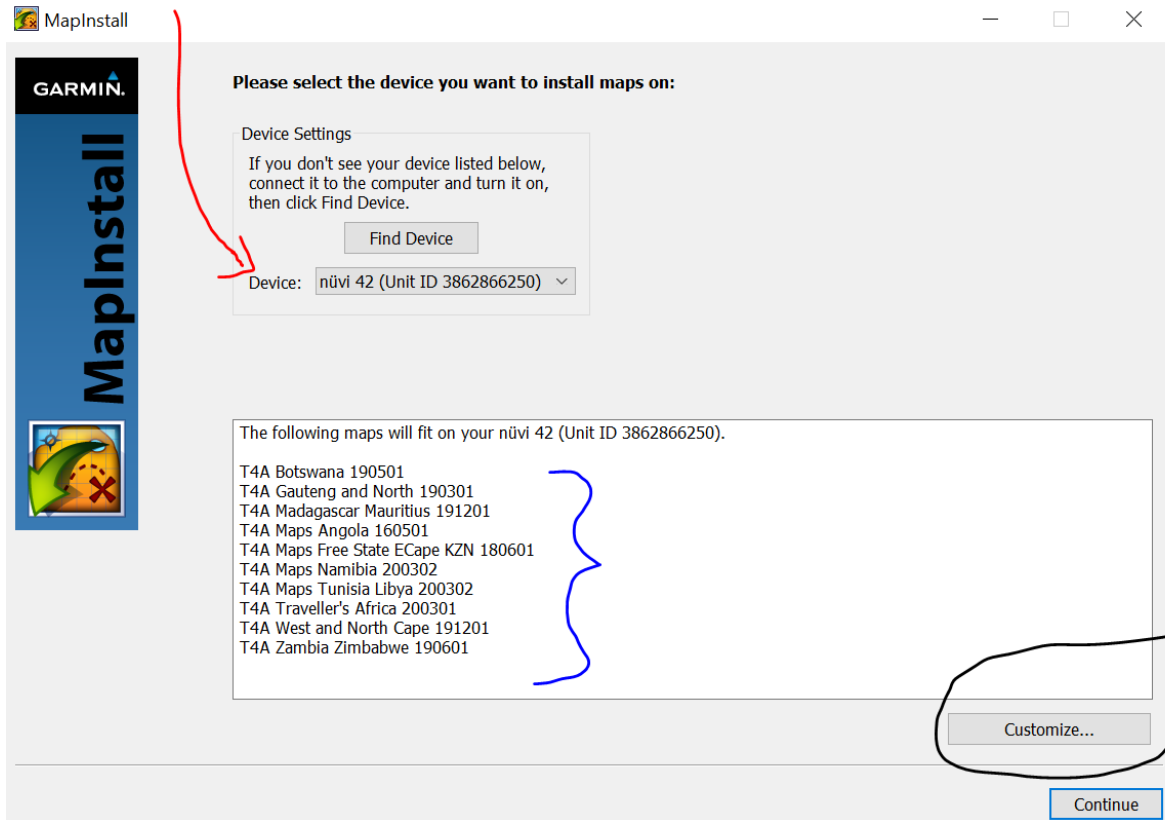 MapInstall
GARMIN.
MapInstall
Please select the device you want to install maps on:
Device Settings
If you don't see your device listed below,
connect it to the computer and turn it on,
then click Find Device.
Find Device
Device: nüvi 42 (Unit ID 3862866250)
The following maps will fit on your nüvi 42 (Unit ID 3862866250).
T4A Botswana 190501
T4A Gauteng and North 190301
T4A Madagascar Mauritius 191201
T4A Maps Angola 160501
T4A Maps Free State ECape KZN 180601
T4A Maps Namibia 200302
T4A Maps Tunisia Libya 200302
T4A Traveller's Africa 200301
T4A West and North Cape 191201
T4A Zambia Zimbabwe 190601
Customize...
Continue